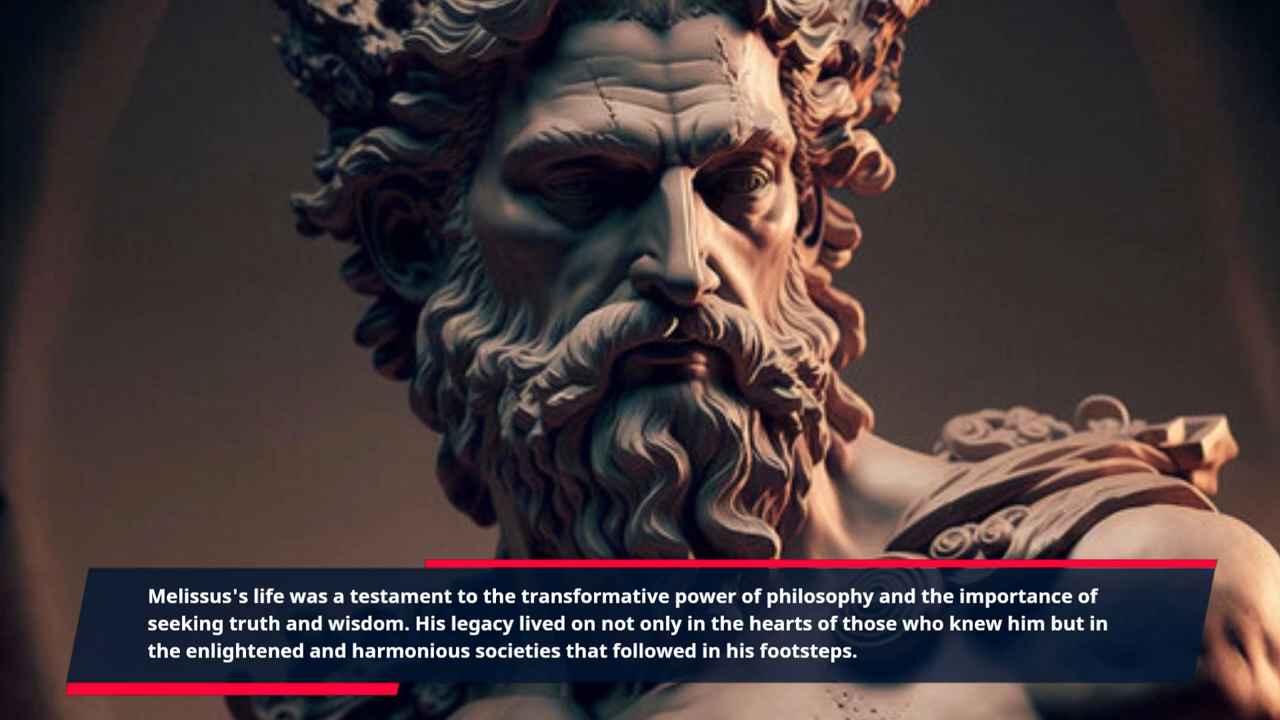 Melissus's life was a testament to the transformative power of philosophy and the importance of
seeking truth and wisdom. His legacy lived on not only in the hearts of those who knew him but in
the enlightened and harmonious societies that followed in his footsteps.